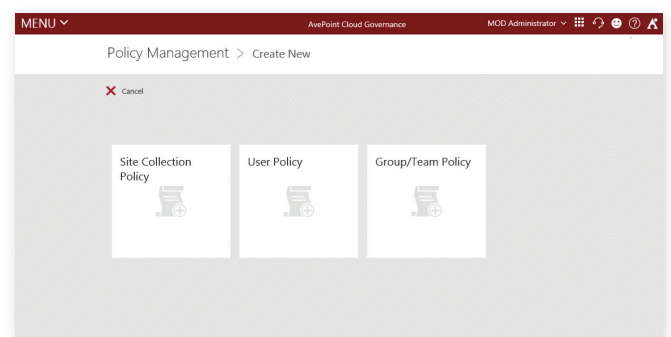 MENU
AvePoint Cloud Governance
MOD Administrator
Policy Management > Create New
Cancel
Site Collection
Policy
User Policy
Group/Team Policy